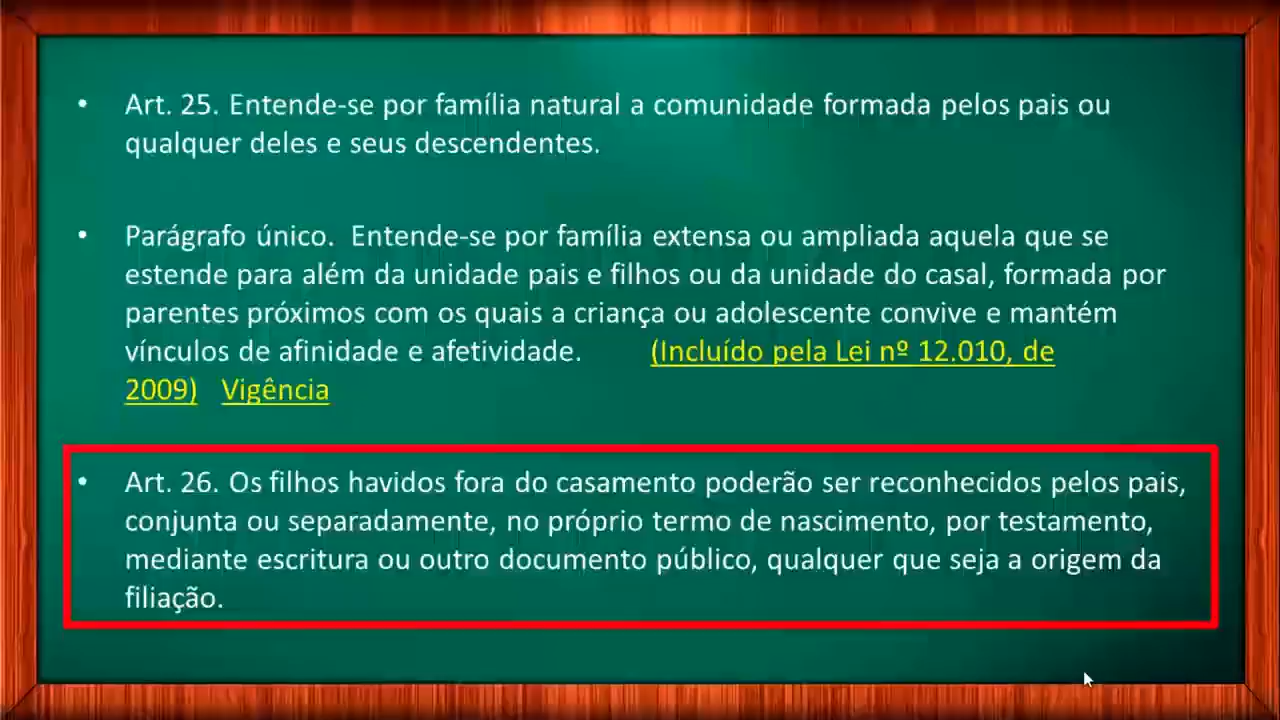 • Art. 25. Entende-se por família natural a comunidade formada pelos pais ou
qualquer deles e seus descendentes.
• Parágrafo único. Entende-se por família extensa ou ampliada aquela que se
estende para além da unidade pais e filhos ou da unidade do casal, formada por
parentes próximos com os quais a criança ou adolescente convive e mantém
vínculos de afinidade e afetividade. (Incluído pela Lei nº 12.010, de
2009) Vigência
• Art. 26. Os filhos havidos fora do casamento poderão ser reconhecidos pelos pais,
conjunta ou separadamente, no próprio termo de nascimento, por testamento,
mediante escritura ou outro documento público, qualquer que seja a origem da
filiação.